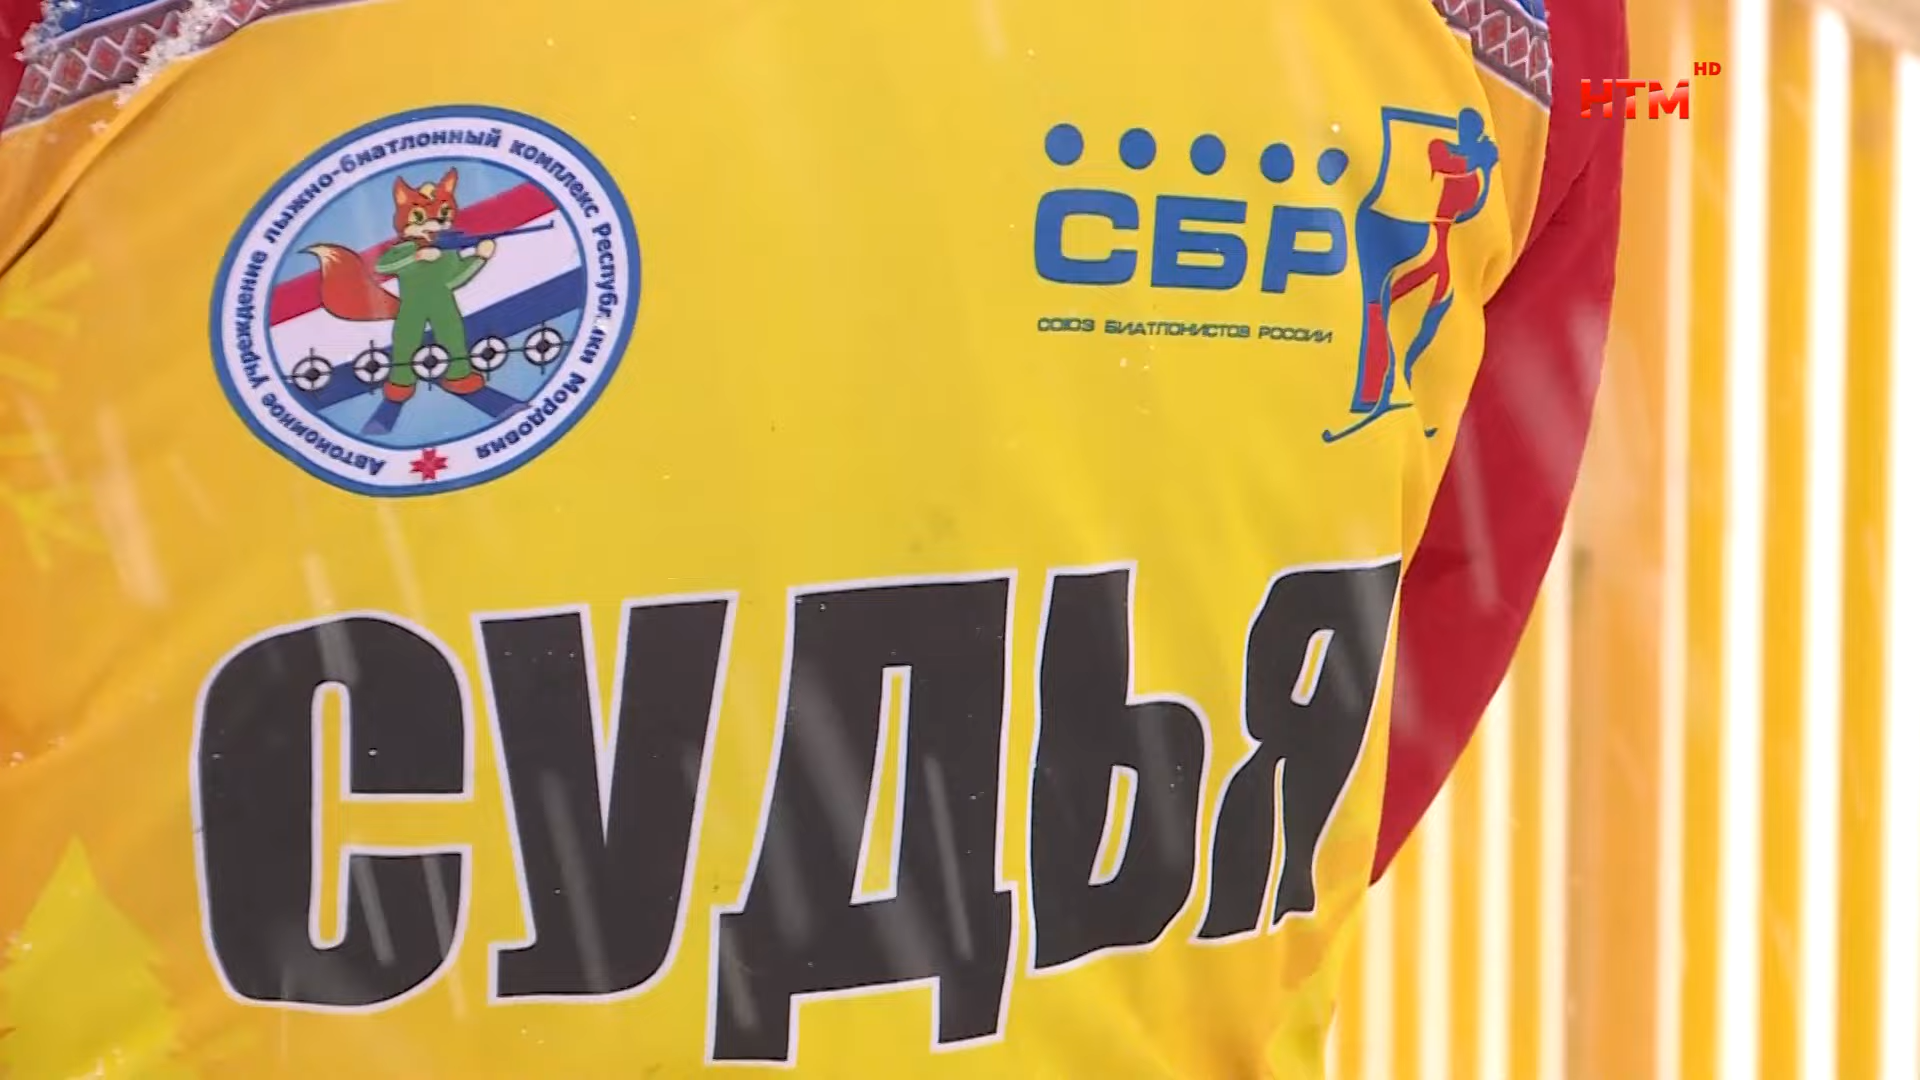 Автономное учреждение лыжно-биатлонный комплекс Республики Мордовия
СБР
СОЮЗ БИАТЛОНИСТОВ РОССИИ
НТМ HD
СУДЬЯ